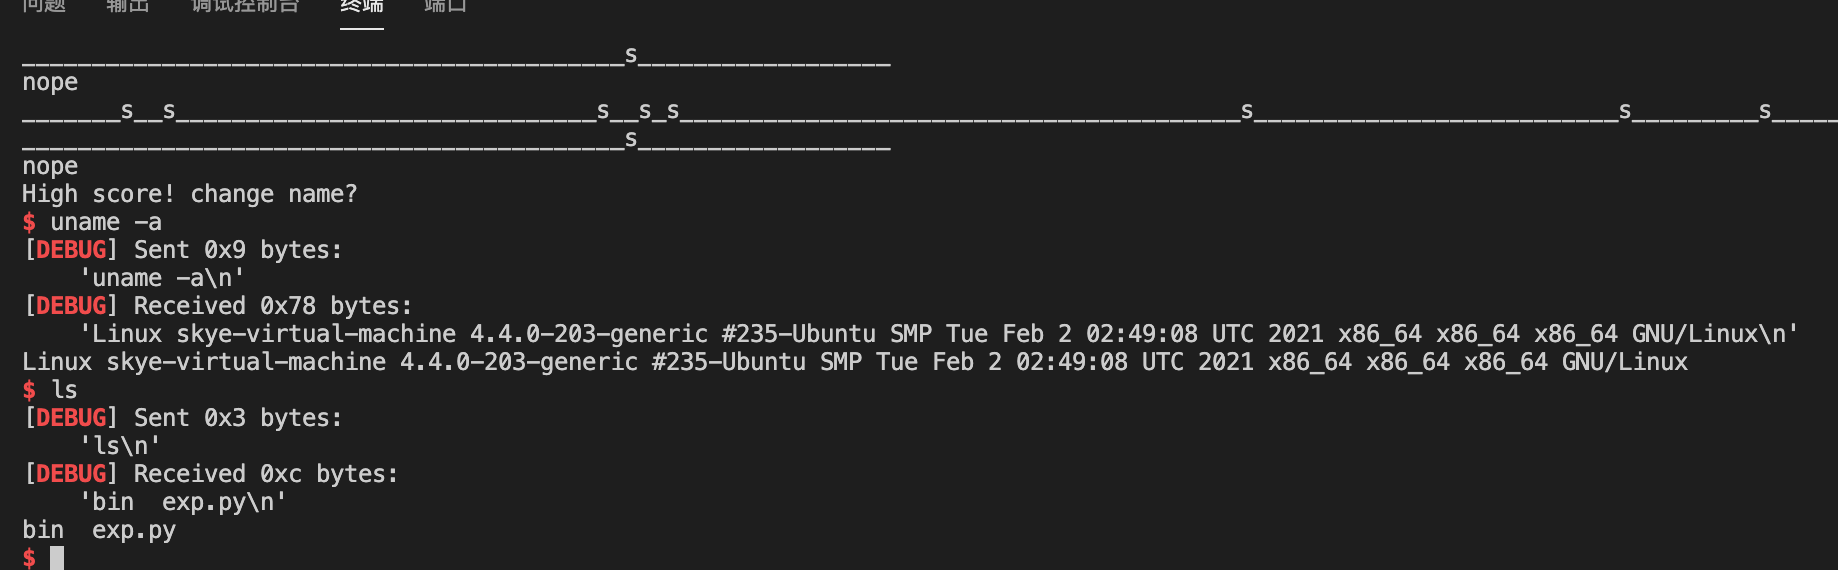 问题 输出 调试控制台 终端 端口
___________________________________________s__________________
nope
_______s__s______________________________s__s_s________________________________________s__________________________s_________s_____
___________________________________________s__________________
nope
High score! change name?
$ uname -a
[DEBUG] Sent 0x9 bytes:
    'uname -a\n'
[DEBUG] Received 0x78 bytes:
    'Linux skye-virtual-machine 4.4.0-203-generic #235-Ubuntu SMP Tue Feb 2 02:49:08 UTC 2021 x86_64 x86_64 x86_64 GNU/Linux\n'
Linux skye-virtual-machine 4.4.0-203-generic #235-Ubuntu SMP Tue Feb 2 02:49:08 UTC 2021 x86_64 x86_64 x86_64 GNU/Linux
$ ls
[DEBUG] Sent 0x3 bytes:
    'ls\n'
[DEBUG] Received 0xc bytes:
    'bin  exp.py\n'
bin  exp.py
$